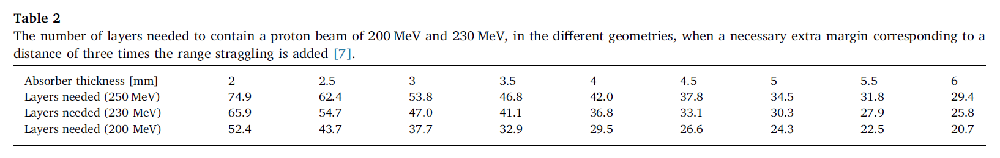 Table 2
The number of layers needed to contain a proton beam of 200 MeV and 230 MeV, in the different geometries, when a necessary extra margin corresponding to a
distance of three times the range straggling is added [7].
Absorber thickness [mm] 2 2.5 3 3.5 4 4.5 5 5.5 6
Layers needed (250 MeV) 74.9 62.4 53.8 46.8 42.0 37.8 34.5 31.8 29.4
Layers needed (230 MeV) 65.9 54.7 47.0 41.1 36.8 33.1 30.3 27.9 25.8
Layers needed (200 MeV) 52.4 43.7 37.7 32.9 29.5 26.6 24.3 22.5 20.7